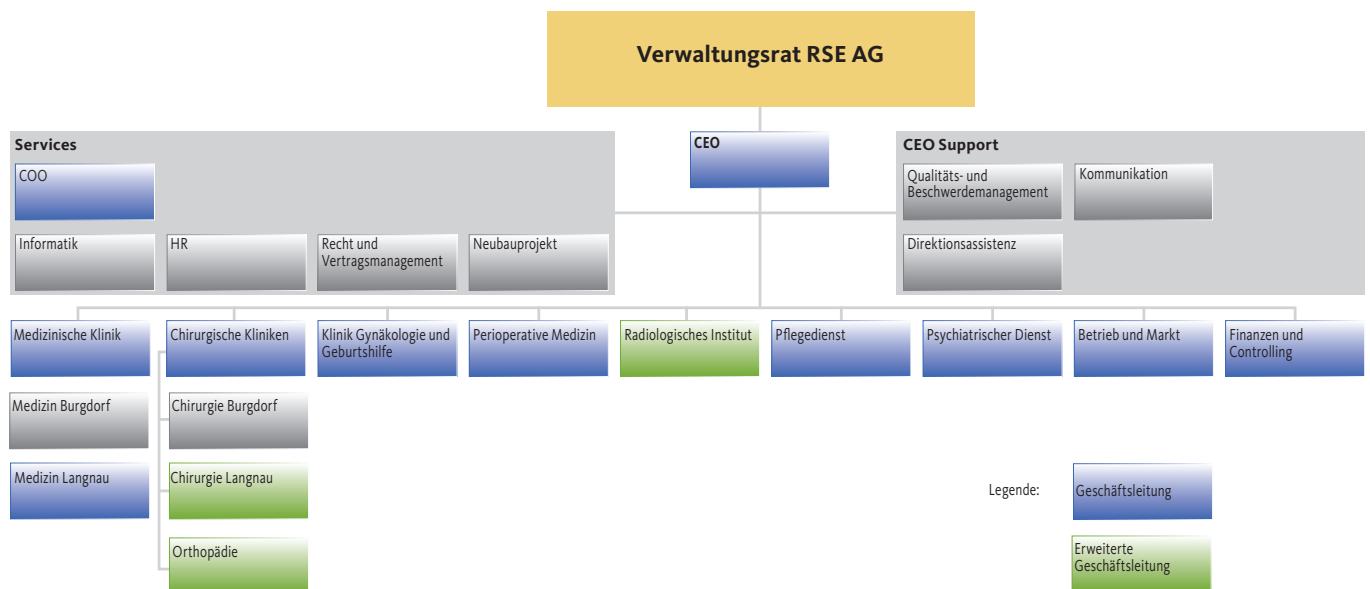 Verwaltungsrat RSE AG
Services
CEO
CEO Support
COO
Qualitäts- und
Beschwerdemanagement
Kommunikation
Informatik
HR
Recht und
Vertragsmanagement
Neubauprojekt
Direktionsassistenz
Medizinische Klinik
Chirurgische Kliniken
Klinik Gynäkologie und
Geburtshilfe
Perioperative Medizin
Radiologisches Institut
Pflegedienst
Psychiatrischer Dienst
Betrieb und Markt
Finanzen und
Controlling
Medizin Burgdorf
Chirurgie Burgdorf
Medizin Langnau
Chirurgie Langnau
Orthopädie
Legende:
Geschäftsleitung
Erweiterte
Geschäftsleitung